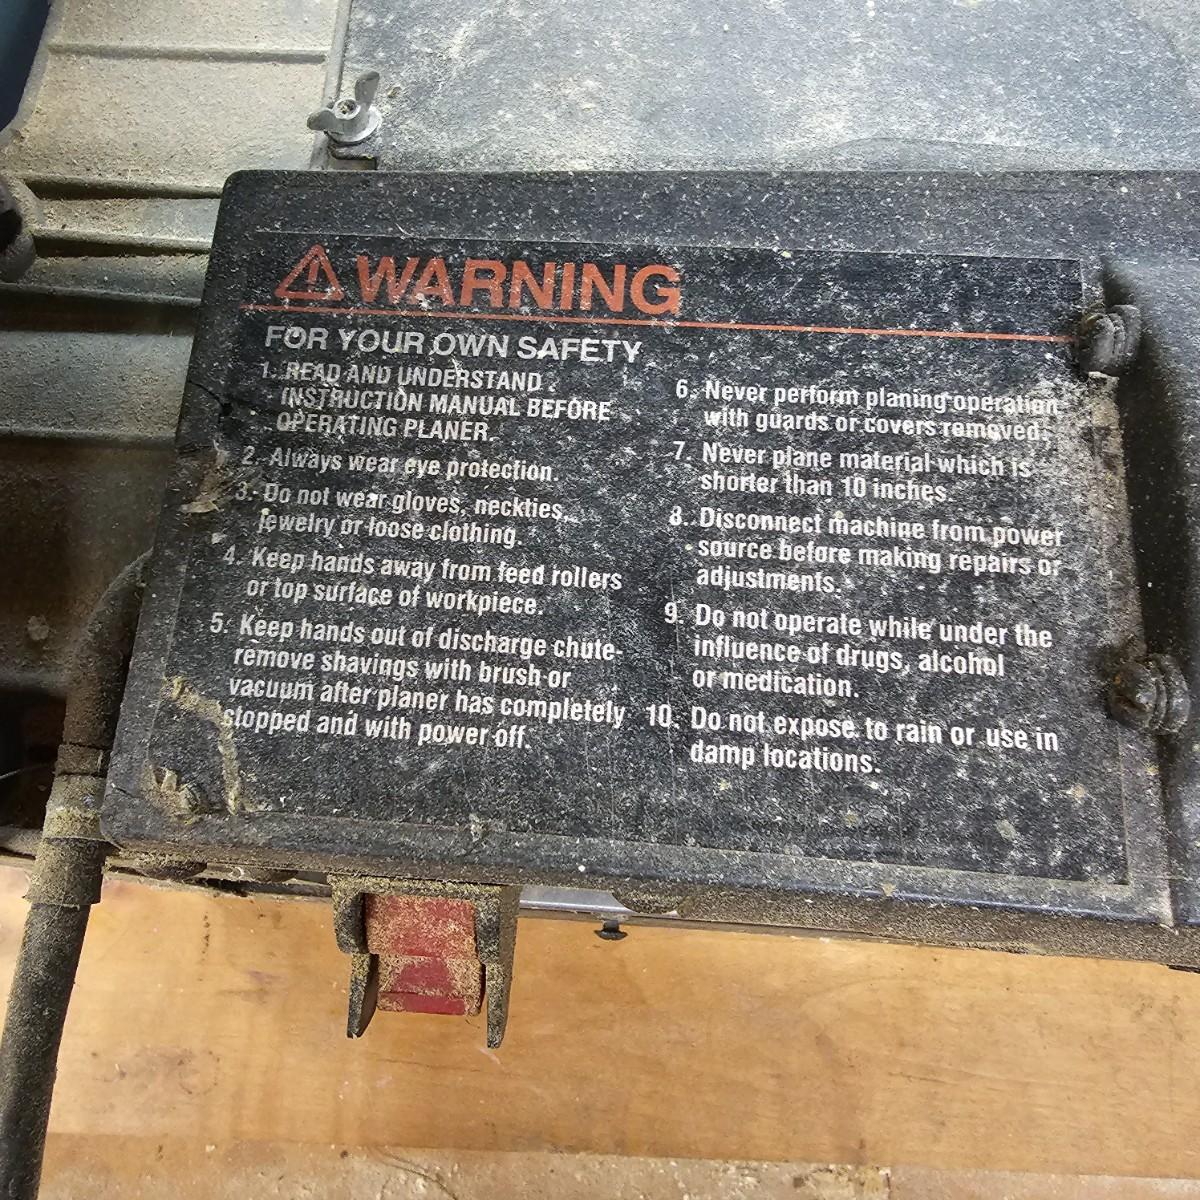 WARNING
FOR YOUR OWN SAFETY
1. READ AND UNDERSTAND
INSTRUCTION MANUAL BEFORE
OPERATING PLANER.
2. Always wear eye protection.
3. Do not wear gloves, neckties,
jewelry or loose clothing.
4. Keep hands away from feed rollers
or top surface of workpiece.
5. Keep hands out of discharge chute-
remove shavings with brush or
vacuum after planer has completely
stopped and with power off.
6. Never perform planing operation
with guards or covers removed.
7. Never plane material which is
shorter than 10 inches.
8. Disconnect machine from power
source before making repairs or
adjustments.
9. Do not operate while under the
influence of drugs, alcohol
or medication.
10. Do not expose to rain or use in
damp locations.